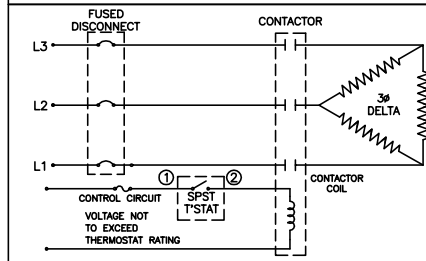 FUSED
DISCONNECT
CONTACTOR
L3
L2
3ø
DELTA
L1
① ②
CONTACTOR
COIL
CONTROL CIRCUIT
SPST
T'STAT
VOLTAGE NOT
TO EXCEED
THERMOSTAT RATING